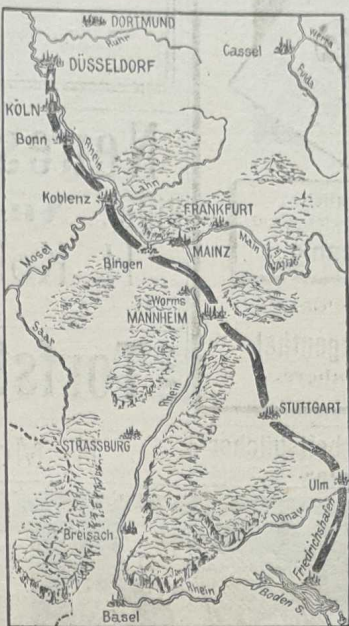 DORTMUND
Ruhr
Cassel
Werra
Fulda
DÜSSELDORF
KÖLN
Bonn
Rhein
Lahn
Koblenz
FRANKFURT
Mosel
MAINZ
Main
Bingen
Worms
MANNHEIM
Saar
Rhein
STUTTGART
STRASSBURG
Ulm
Breisach
Donau
Friedrichshafen
Rhein
Boden S.
Basel